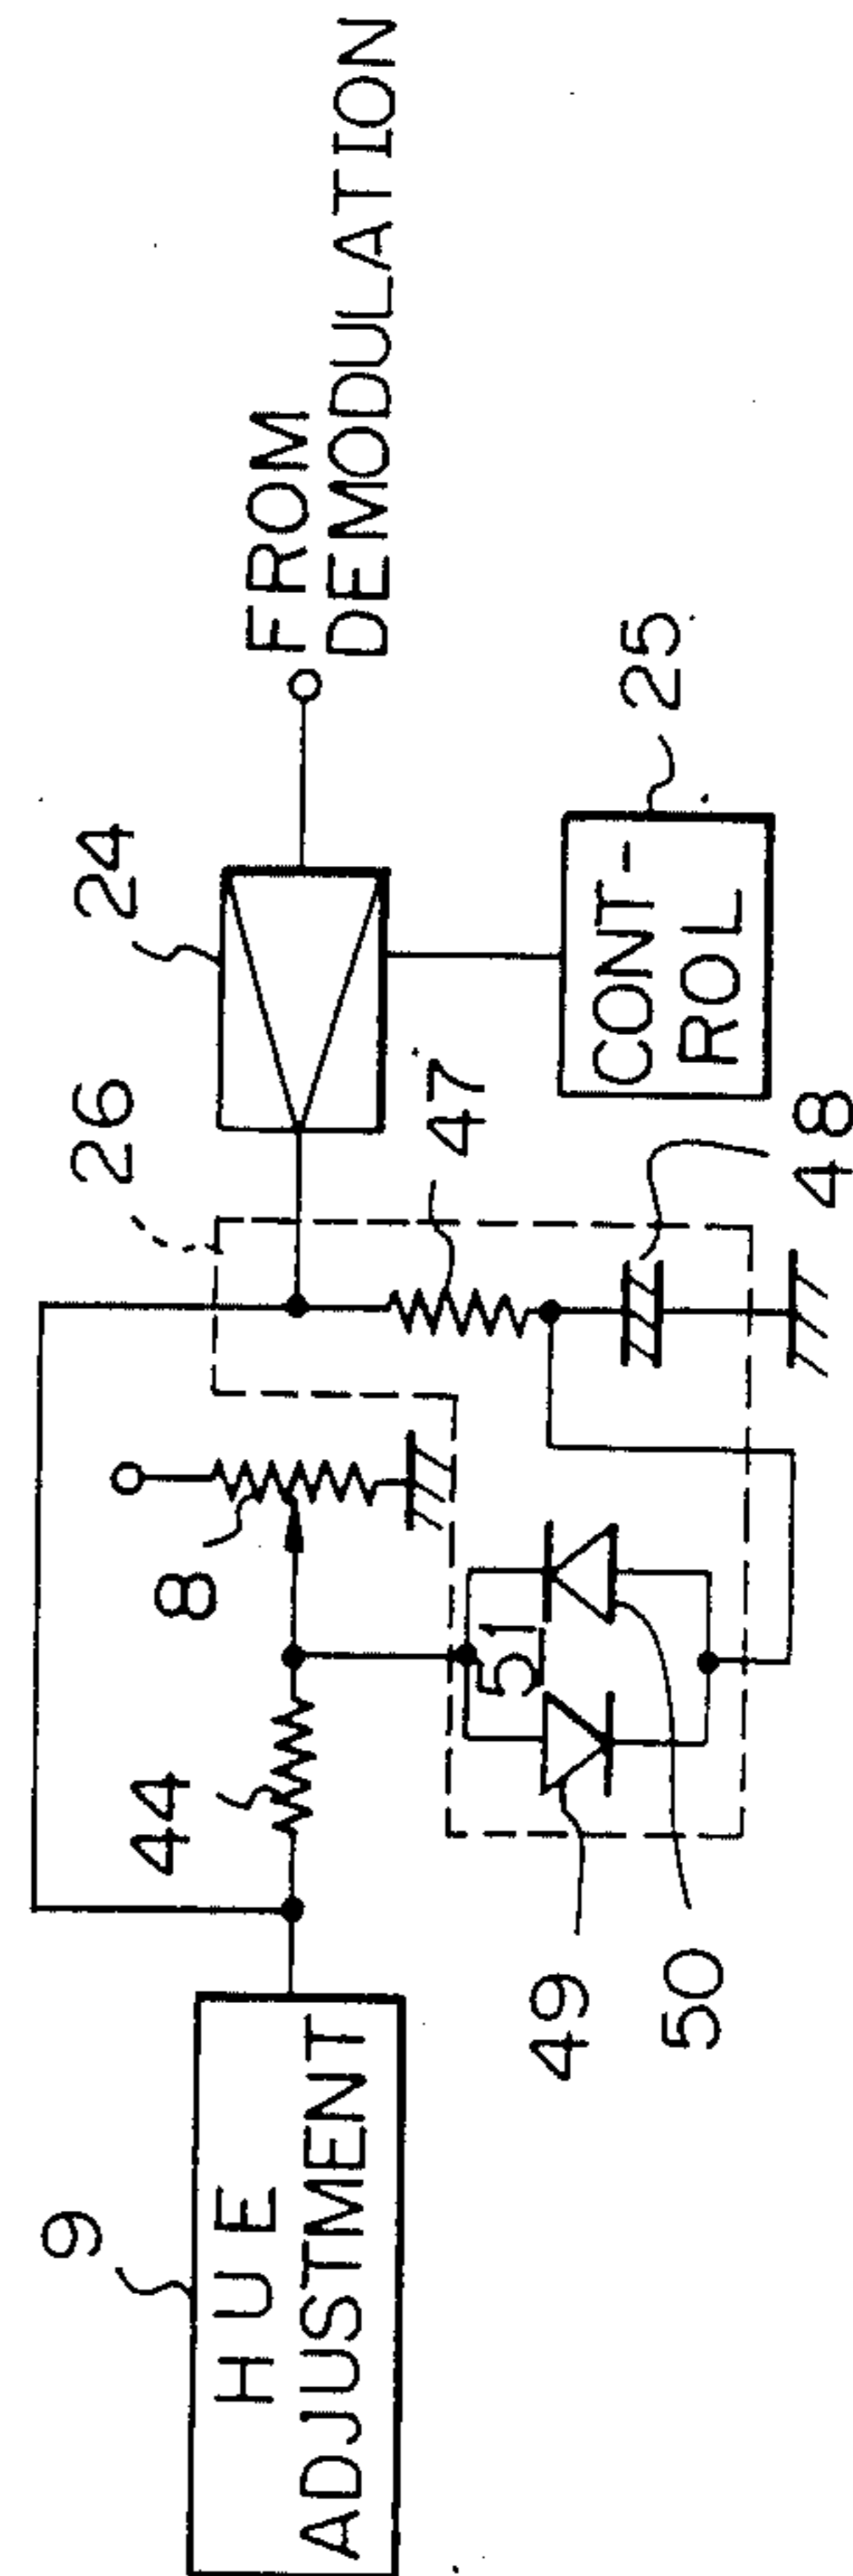 9
HUE
ADJUSTMENT
44
8
26
24
FROM
DEMODULATION
47
51
49
50
48
CONT-
ROL
25